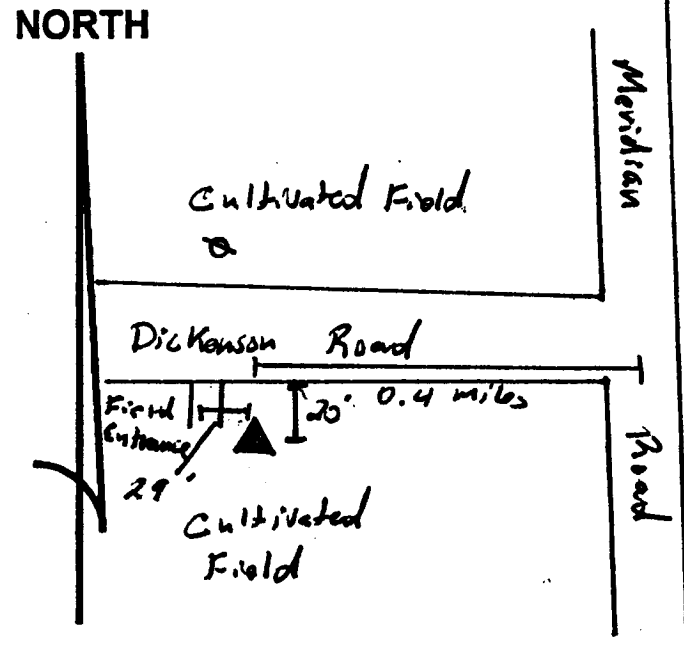 NORTH
Meridian
Cultivated Field
Dickenson Road
0.4 miles
20'
Field
Entrance
29'
Road
Cultivated
Field